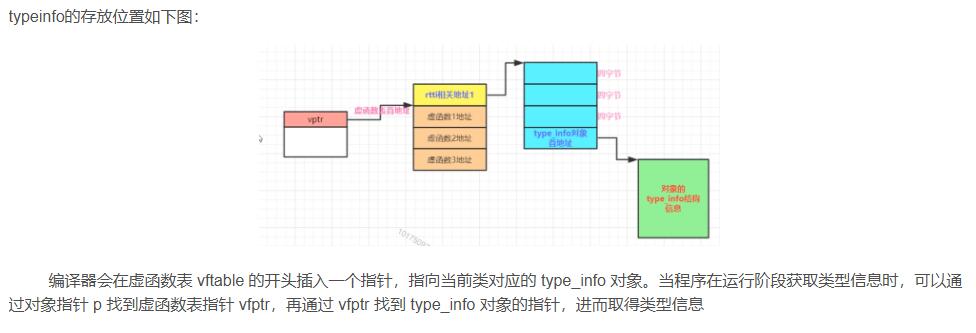 typeinfo的存放位置如下图：
四字节
rtti相关地址1
四字节
虚函数表首地址
vptr
虚函数1地址
四字节
虚函数2地址
type_info对象
首地址
虚函数3地址
对象的
type_info结构
信息
编译器会在虚函数表 vftable 的开头插入一个指针，指向当前类对应的 type_info 对象。当程序在运行阶段获取类型信息时，可以通
过对象指针 p 找到虚函数表指针 vfptr，再通过 vfptr 找到 type_info 对象的指针，进而取得类型信息